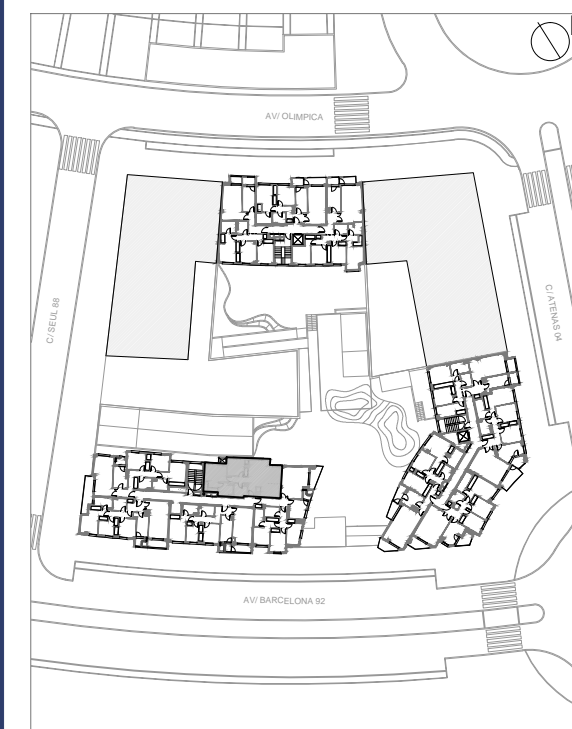 AV/ OLIMPICA
C/ SEUL 88
C/ ATENAS 04
AV/ BARCELONA 92